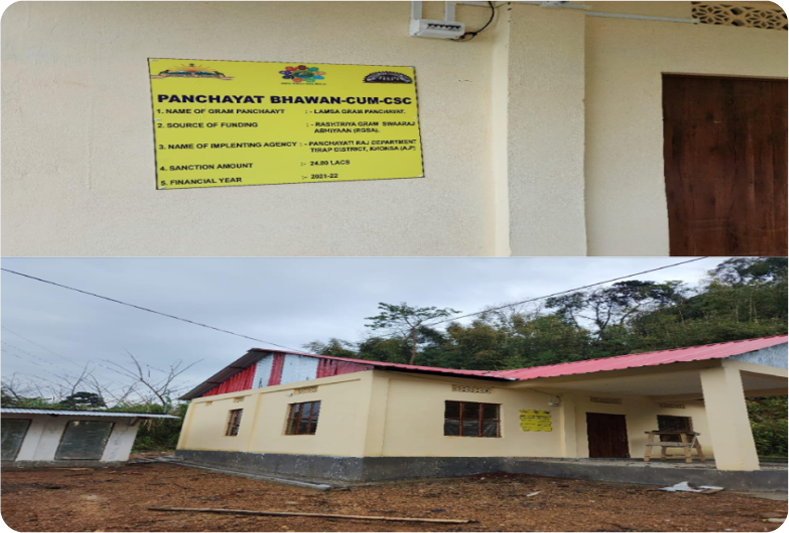 PANCHAYAT BHAWAN-CUM-CSC
1. NAME OF GRAM PANCHAAYT : - LAMSA GRAM PANCHAYAT.
2. SOURCE OF FUNDING : - RASHTRIYA GRAM SWAARAJ
ABHIYAAN (RGSA).
3. NAME OF IMPLENTING AGENCY : - PANCHAYATI RAJ DEPARTMENT
TIRAP DISTRICT, KHONSA (A.P)
4. SANCTION AMOUNT :- 24.00 LACS
5. FINANCIAL YEAR :- 2021-22